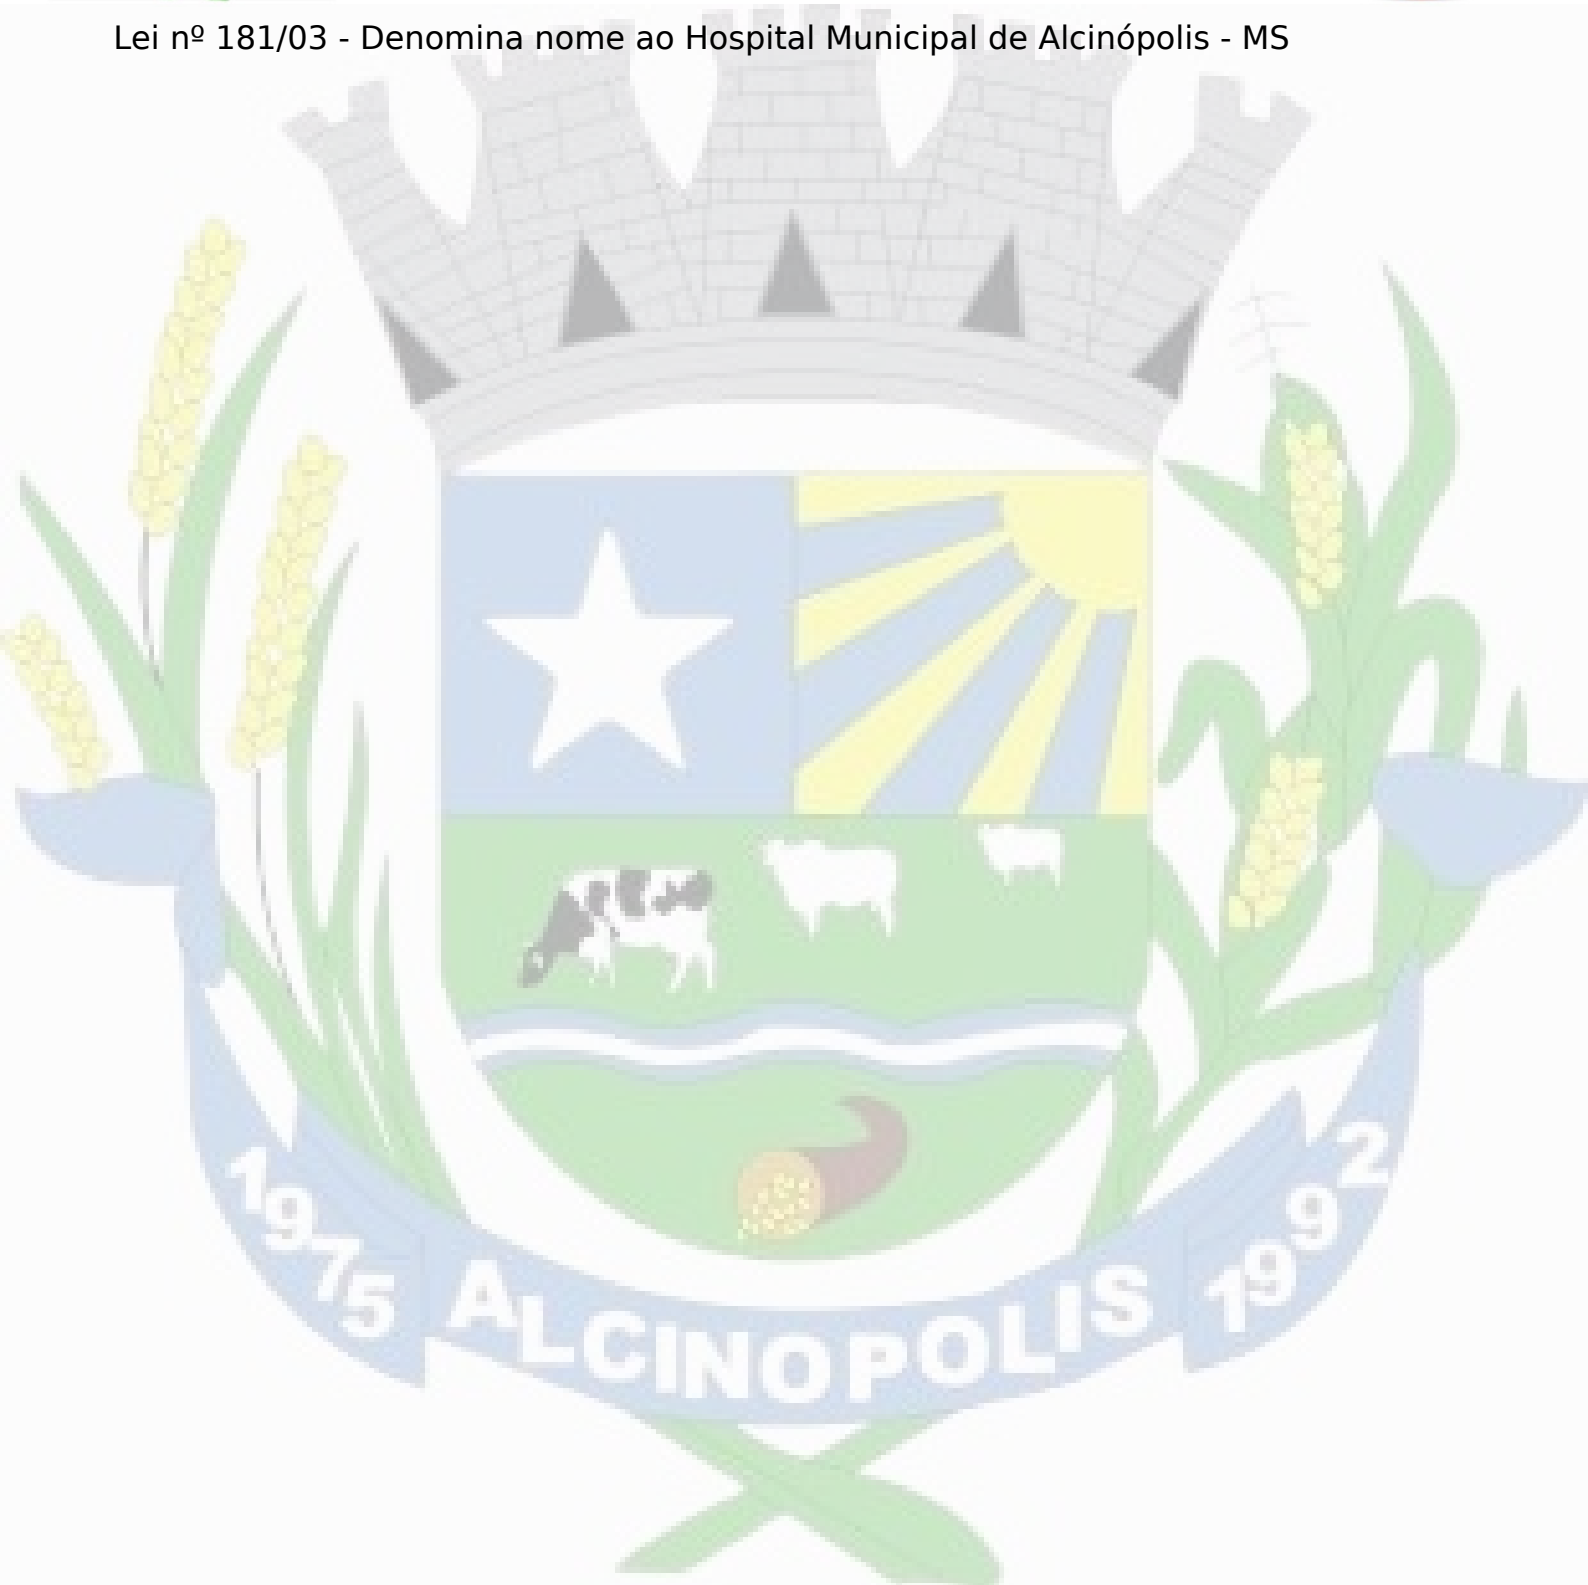 Lei nº 181/03 - Denomina nome ao Hospital Municipal de Alcinópolis - MS
1975 ALCINOPOLIS 1992